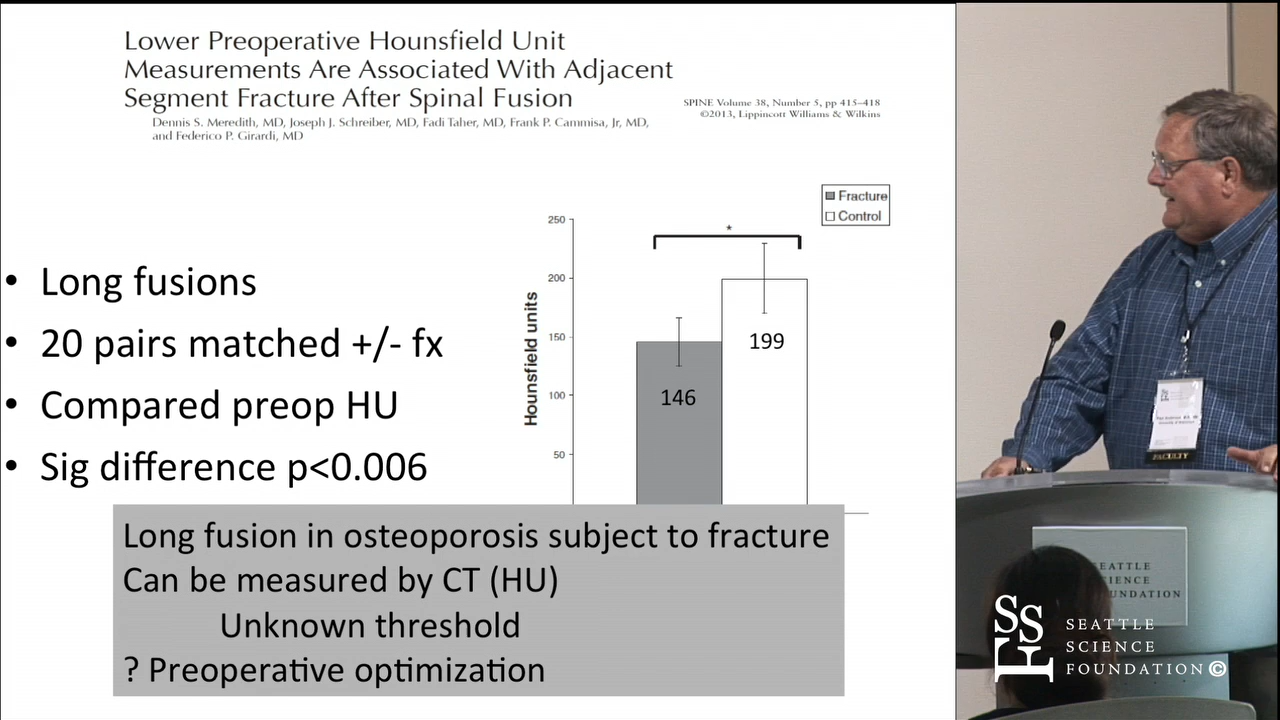 Lower Preoperative Hounsfield Unit
Measurements Are Associated With Adjacent
Segment Fracture After Spinal Fusion
SPINE Volume 38, Number 5, pp 415–418
©2013, Lippincott Williams & Wilkins
Dennis S. Meredith, MD, Joseph J. Schreiber, MD, Fadi Taher, MD, Frank P. Cammisa, Jr, MD,
and Federico P. Girardi, MD
Fracture
Control
• Long fusions
• 20 pairs matched +/- fx
• Compared preop HU
• Sig difference p<0.006
Hounsfield units
250
200
150
100
50
*
146
199
Long fusion in osteoporosis subject to fracture
Can be measured by CT (HU)
Unknown threshold
? Preoperative optimization
FACULTY
SEATTLE
SCIENCE
FOUNDATION
SSF
SEATTLE
SCIENCE
FOUNDATION©